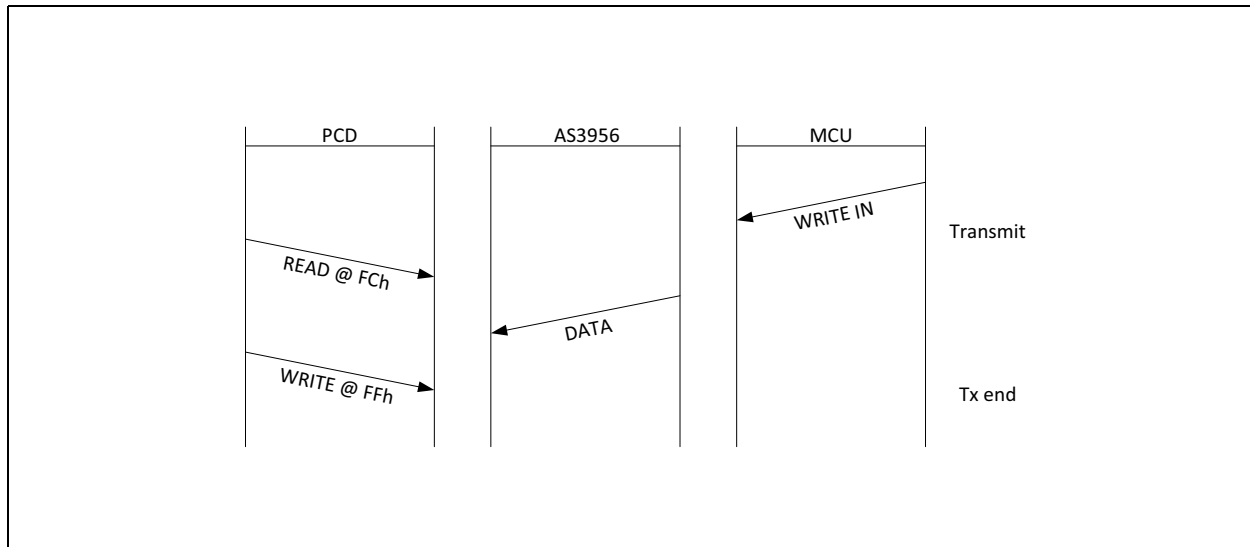 PCD
AS3956
MCU
WRITE IN
Transmit
READ @ FCh
DATA
WRITE @ FFh
Tx end